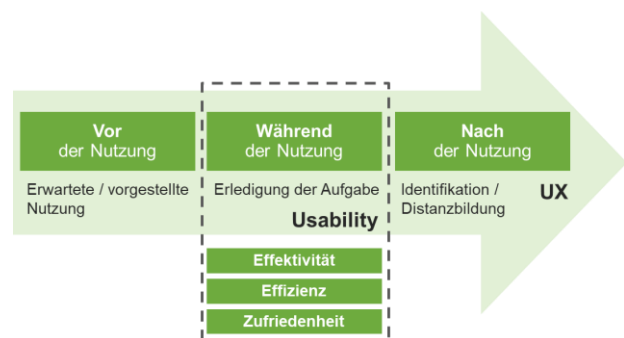 Vor
der Nutzung
Erwartete / vorgestellte
Nutzung
Während
der Nutzung
Erledigung der Aufgabe
Usability
Effektivität
Effizienz
Zufriedenheit
Nach
der Nutzung
Identifikation /
Distanzbildung
UX